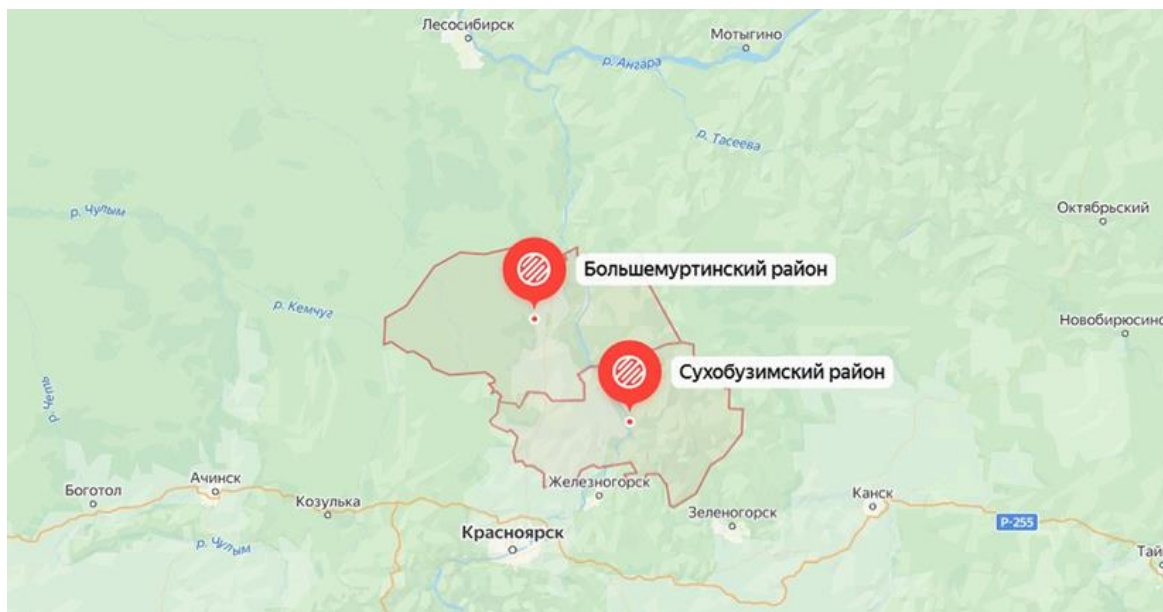 Лесосибирск
Мотыгино
р. Ангара
р. Тасеева
р. Чулым
Октябрьский
Большемуртинский район
р. Кемчуг
Новобирюсино
Сухобузимский район
р. Четь
Ачинск
Железногорск
Боготол
Козулька
Канск
Зеленогорск
Р-255
Красноярск
р. Чулым
Тай